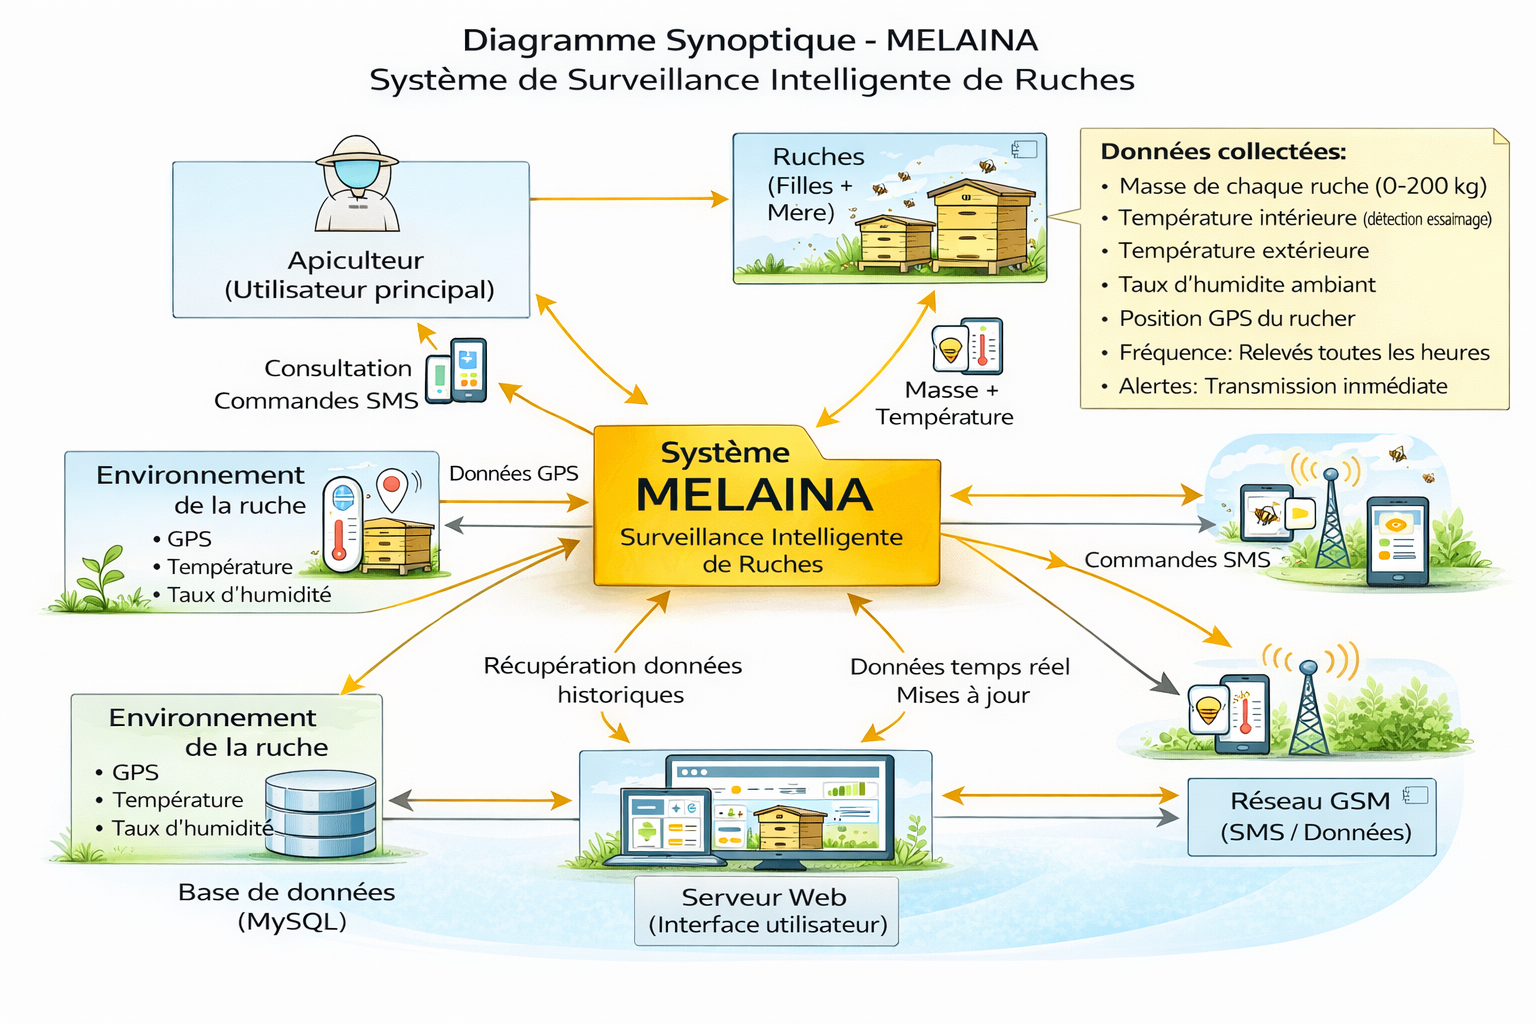 Diagramme Synoptique - MELAINA
Système de Surveillance Intelligente de Ruches
Apiculteur
(Utilisateur principal)
Ruches
(Filles +
Mère)
Données collectées:
• Masse de chaque ruche (0-200 kg)
• Température intérieure (détection essaimage)
• Température extérieure
• Taux d'humidite ambiant
• Position GPS du rucher
• Fréquence: Relevés toutes les heures
• Alertes: Transmission immédiate
Consultation
Commandes SMS
Masse +
Température
Environnement
de la ruche
• GPS
• Température
• Taux d'humidité
Données GPS
Système
MELAINA
Surveillance Intelligente
de Ruches
Commandes SMS
Récupération données
historiques
Données temps réel
Mises à jour
Environnement
de la ruche
• GPS
• Température
• Taux d'humidité
Base de données
(MySQL)
Serveur Web
(Interface utilisateur)
Réseau GSM
(SMS / Données)